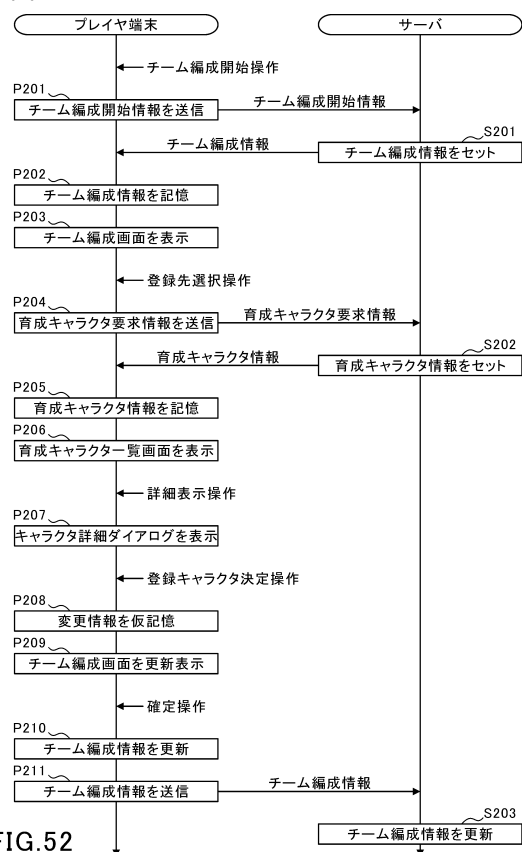 プレイヤ端末
サーバ
チーム編成開始操作
P201
チーム編成開始情報を送信
チーム編成開始情報
S201
チーム編成情報
チーム編成情報をセット
P202
チーム編成情報を記憶
P203
チーム編成画面を表示
登録先選択操作
P204
育成キャラクタ要求情報を送信
育成キャラクタ要求情報
S202
育成キャラクタ情報
育成キャラクタ情報をセット
P205
育成キャラクタ情報を記憶
P206
育成キャラクター覧画面を表示
詳細表示操作
P207
キャラクタ詳細ダイアログを表示
登録キャラクタ決定操作
P208
変更情報を仮記憶
P209
チーム編成画面を更新表示
確定操作
P210
チーム編成情報を更新
P211
チーム編成情報を送信
チーム編成情報
S203
チーム編成情報を更新
FIG.52